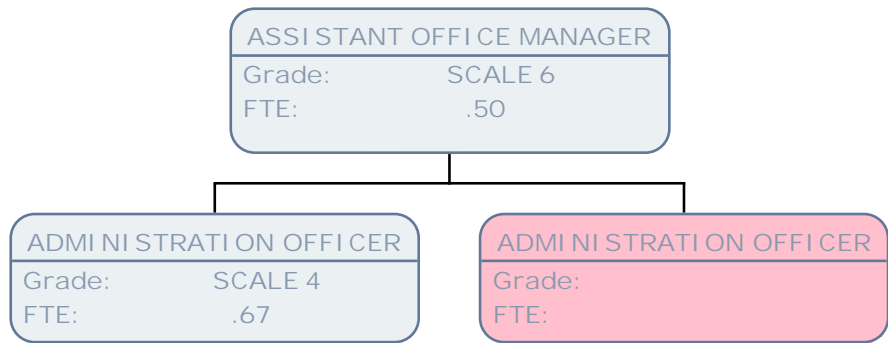 ASSISTANT OFFICE MANAGER
Grade: SCALE 6
FTE: .50
ADMINISTRATION OFFICER
Grade: SCALE 4
FTE: .67
ADMINISTRATION OFFICER
Grade:
FTE: